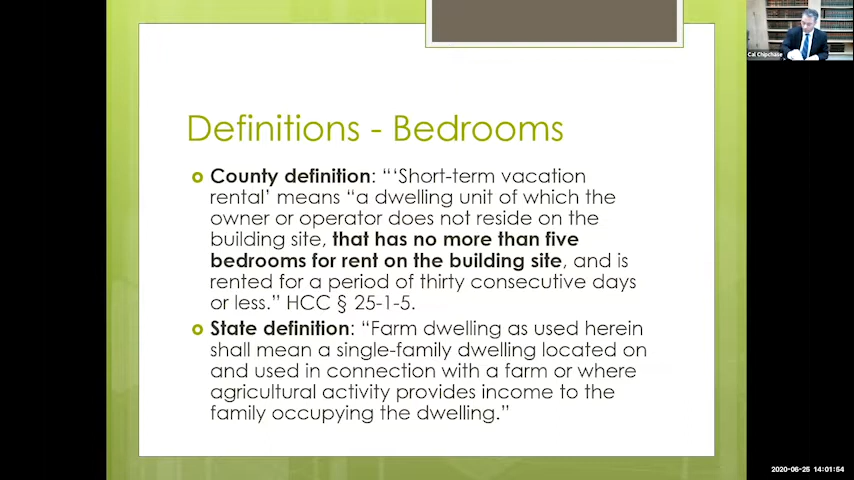 Cal Chipchase
Definitions - Bedrooms
County definition: “‘Short-term vacation
rental’ means “a dwelling unit of which the
owner or operator does not reside on the
building site, that has no more than five
bedrooms for rent on the building site, and is
rented for a period of thirty consecutive days
or less.” HCC § 25-1-5.
State definition: “Farm dwelling as used herein
shall mean a single-family dwelling located on
and used in connection with a farm or where
agricultural activity provides income to the
family occupying the dwelling.”
2020-06-25 14:01:54